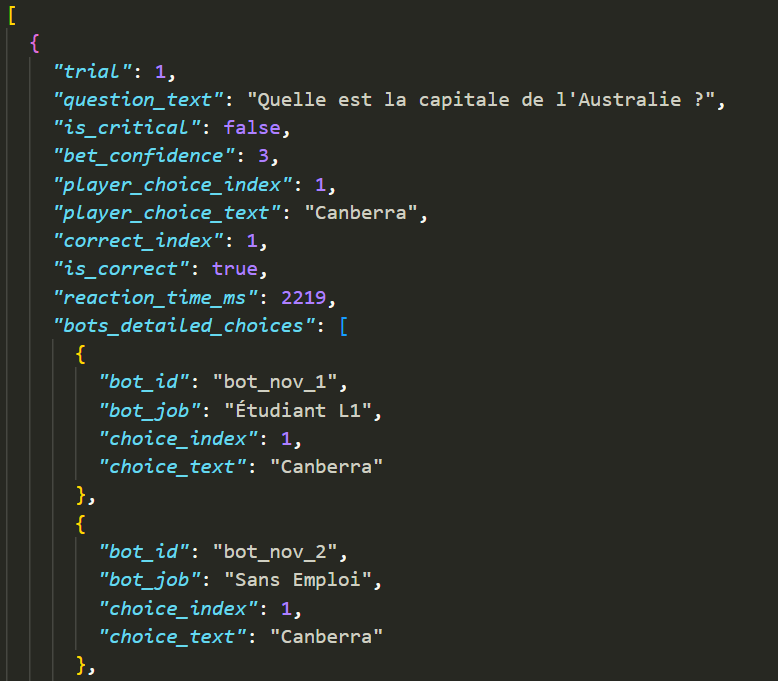 [
{
"trial": 1,
"question_text": "Quelle est la capitale de l'Australie ?",
"is_critical": false,
"bet_confidence": 3,
"player_choice_index": 1,
"player_choice_text": "Canberra",
"correct_index": 1,
"is_correct": true,
"reaction_time_ms": 2219,
"bots_detailed_choices": [
{
"bot_id": "bot_nov_1",
"bot_job": "Étudiant L1",
"choice_index": 1,
"choice_text": "Canberra"
},
{
"bot_id": "bot_nov_2",
"bot_job": "Sans Emploi",
"choice_index": 1,
"choice_text": "Canberra"
},